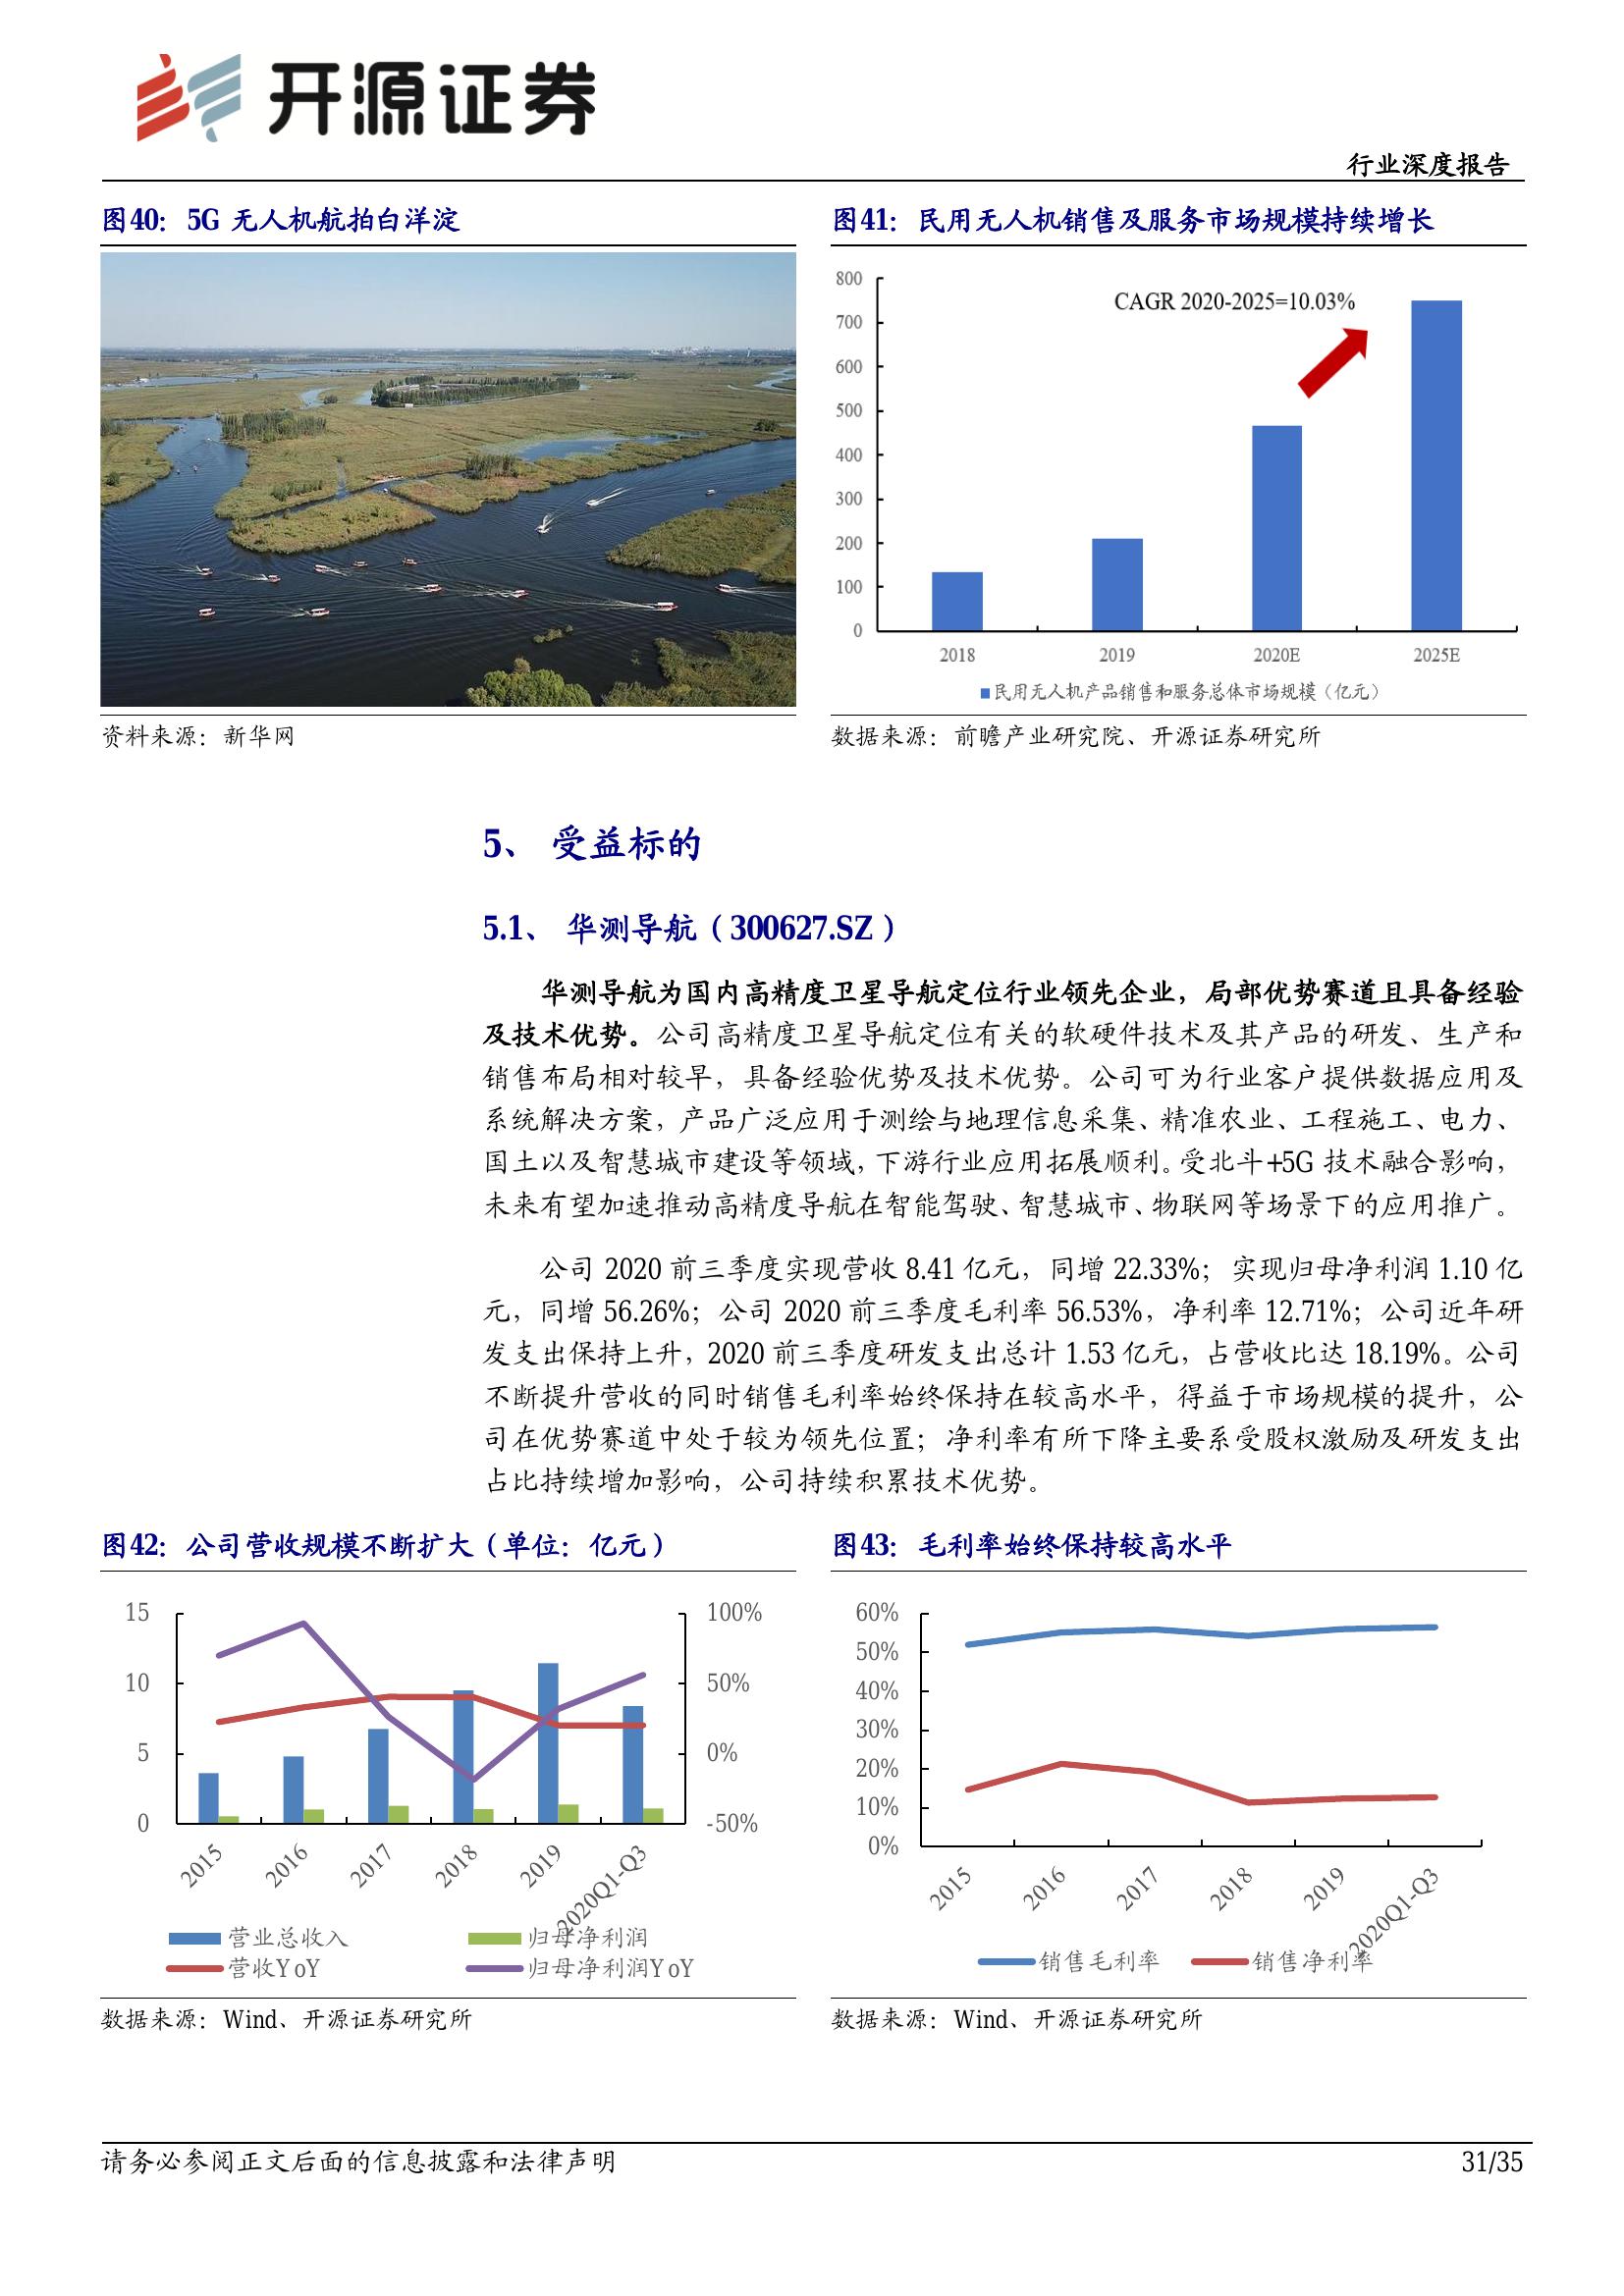 开源证券
行业深度报告
图40：5G 无人机航拍白洋淀
资料来源：新华网
图41：民用无人机销售及服务市场规模持续增长
800
700
600
500
400
300
200
100
0
CAGR 2020-2025=10.03%
2018 2019 2020E 2025E
民用无人机产品销售和服务总体市场规模（亿元）
数据来源：前瞻产业研究院、开源证券研究所
5、 受益标的
5.1、 华测导航（300627.SZ）
华测导航为国内高精度卫星导航定位行业领先企业，局部优势赛道且具备经验
及技术优势。公司高精度卫星导航定位有关的软硬件技术及其产品的研发、生产和
销售布局相对较早，具备经验优势及技术优势。公司可为行业客户提供数据应用及
系统解决方案，产品广泛应用于测绘与地理信息采集、精准农业、工程施工、电力、
国土以及智慧城市建设等领域，下游行业应用拓展顺利。受北斗+5G 技术融合影响，
未来有望加速推动高精度导航在智能驾驶、智慧城市、物联网等场景下的应用推广。
公司 2020 前三季度实现营收 8.41 亿元，同增 22.33%；实现归母净利润 1.10 亿
元，同增 56.26%；公司 2020 前三季度毛利率 56.53%，净利率 12.71%；公司近年研
发支出保持上升，2020 前三季度研发支出总计 1.53 亿元，占营收比达 18.19%。公司
不断提升营收的同时销售毛利率始终保持在较高水平，得益于市场规模的提升，公
司在优势赛道中处于较为领先位置；净利率有所下降主要系受股权激励及研发支出
占比持续增加影响，公司持续积累技术优势。
图42：公司营收规模不断扩大（单位：亿元）
15
10
5
0
100%
50%
0%
-50%
2015 2016 2017 2018 2019 2020Q1-Q3
营业总收入 归母净利润
营收YoY 归母净利润YoY
数据来源：Wind、开源证券研究所
图43：毛利率始终保持较高水平
60%
50%
40%
30%
20%
10%
0%
2015 2016 2017 2018 2019 2020Q1-Q3
销售毛利率 销售净利率
数据来源：Wind、开源证券研究所
请务必参阅正文后面的信息披露和法律声明
31/35